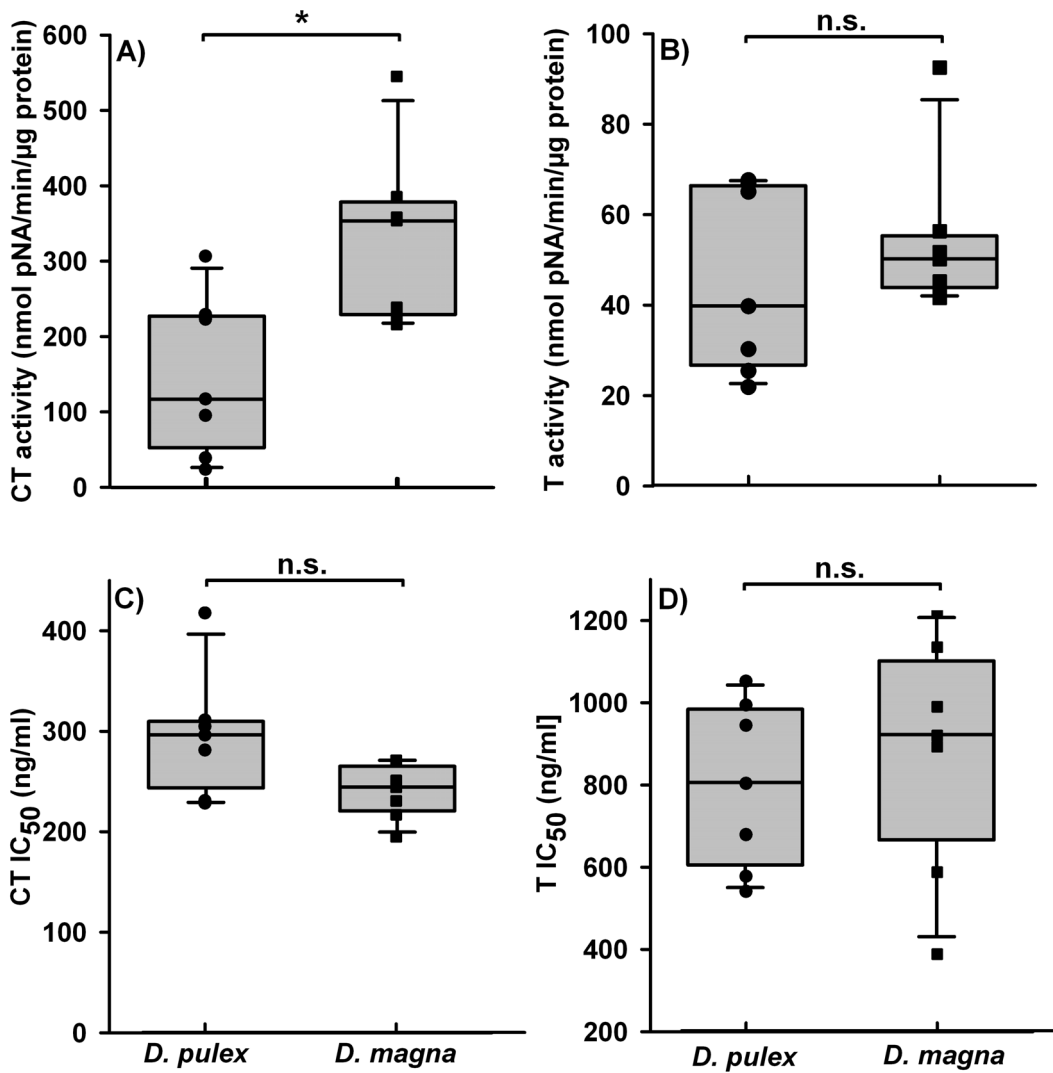 *
A)
CT activity (nmol pNA/min/µg protein)
600
500
400
300
200
100
0
n.s.
B)
T activity (nmol pNA/min/µg protein)
100
80
60
40
20
0
n.s.
C)
CT IC50 (ng/ml)
400
300
200
100
0
D. pulex
D. magna
n.s.
D)
T IC50 (ng/ml]
1200
1000
800
600
400
200
D. pulex
D. magna